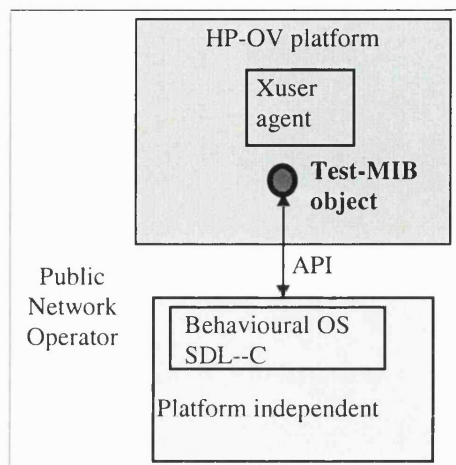 HP-OV platform
Xuser
agent
Test-MIB
object
API
Public
Network
Operator
Behavioural OS
SDL--C
Platform independent